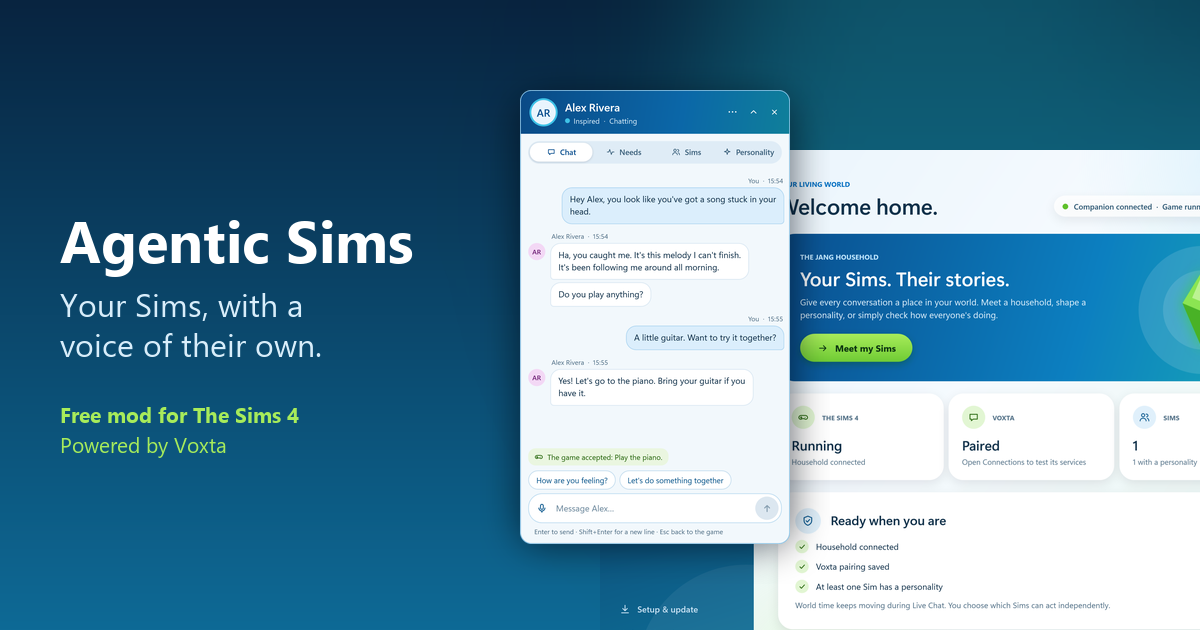 Agentic Sims
Your Sims, with a
voice of their own.
Free mod for The Sims 4
Powered by Voxta
AR
Alex Rivera
Inspired · Chatting
Chat
Needs
Sims
Personality
You · 15:54
Hey Alex, you look like you've got a song stuck in your
head.
Alex Rivera · 15:54
AR
Ha, you caught me. It's this melody I can't finish.
It's been following me around all morning.
Do you play anything?
You · 15:55
A little guitar. Want to try it together?
Alex Rivera · 15:55
AR
Yes! Let's go to the piano. Bring your guitar if you
have it.
The game accepted: Play the piano.
How are you feeling?
Let's do something together
Message Alex...
Enter to send · Shift+Enter for a new line · Esc back to the game
LIVING WORLD
Welcome home.
Companion connected · Game
THE JANG HOUSEHOLD
Your Sims. Their stories.
Give every conversation a place in your world. Meet a household, shape a
personality, or simply check how everyone's doing.
Meet my Sims
THE SIMS 4
Running
Household connected
VOXTA
Paired
Open Connections to test its services
SIMS
1
1 with a personality
Ready when you are
Household connected
Voxta pairing saved
At least one Sim has a personality
World time keeps moving during Live Chat. You choose which Sims can act independently.
Setup & update